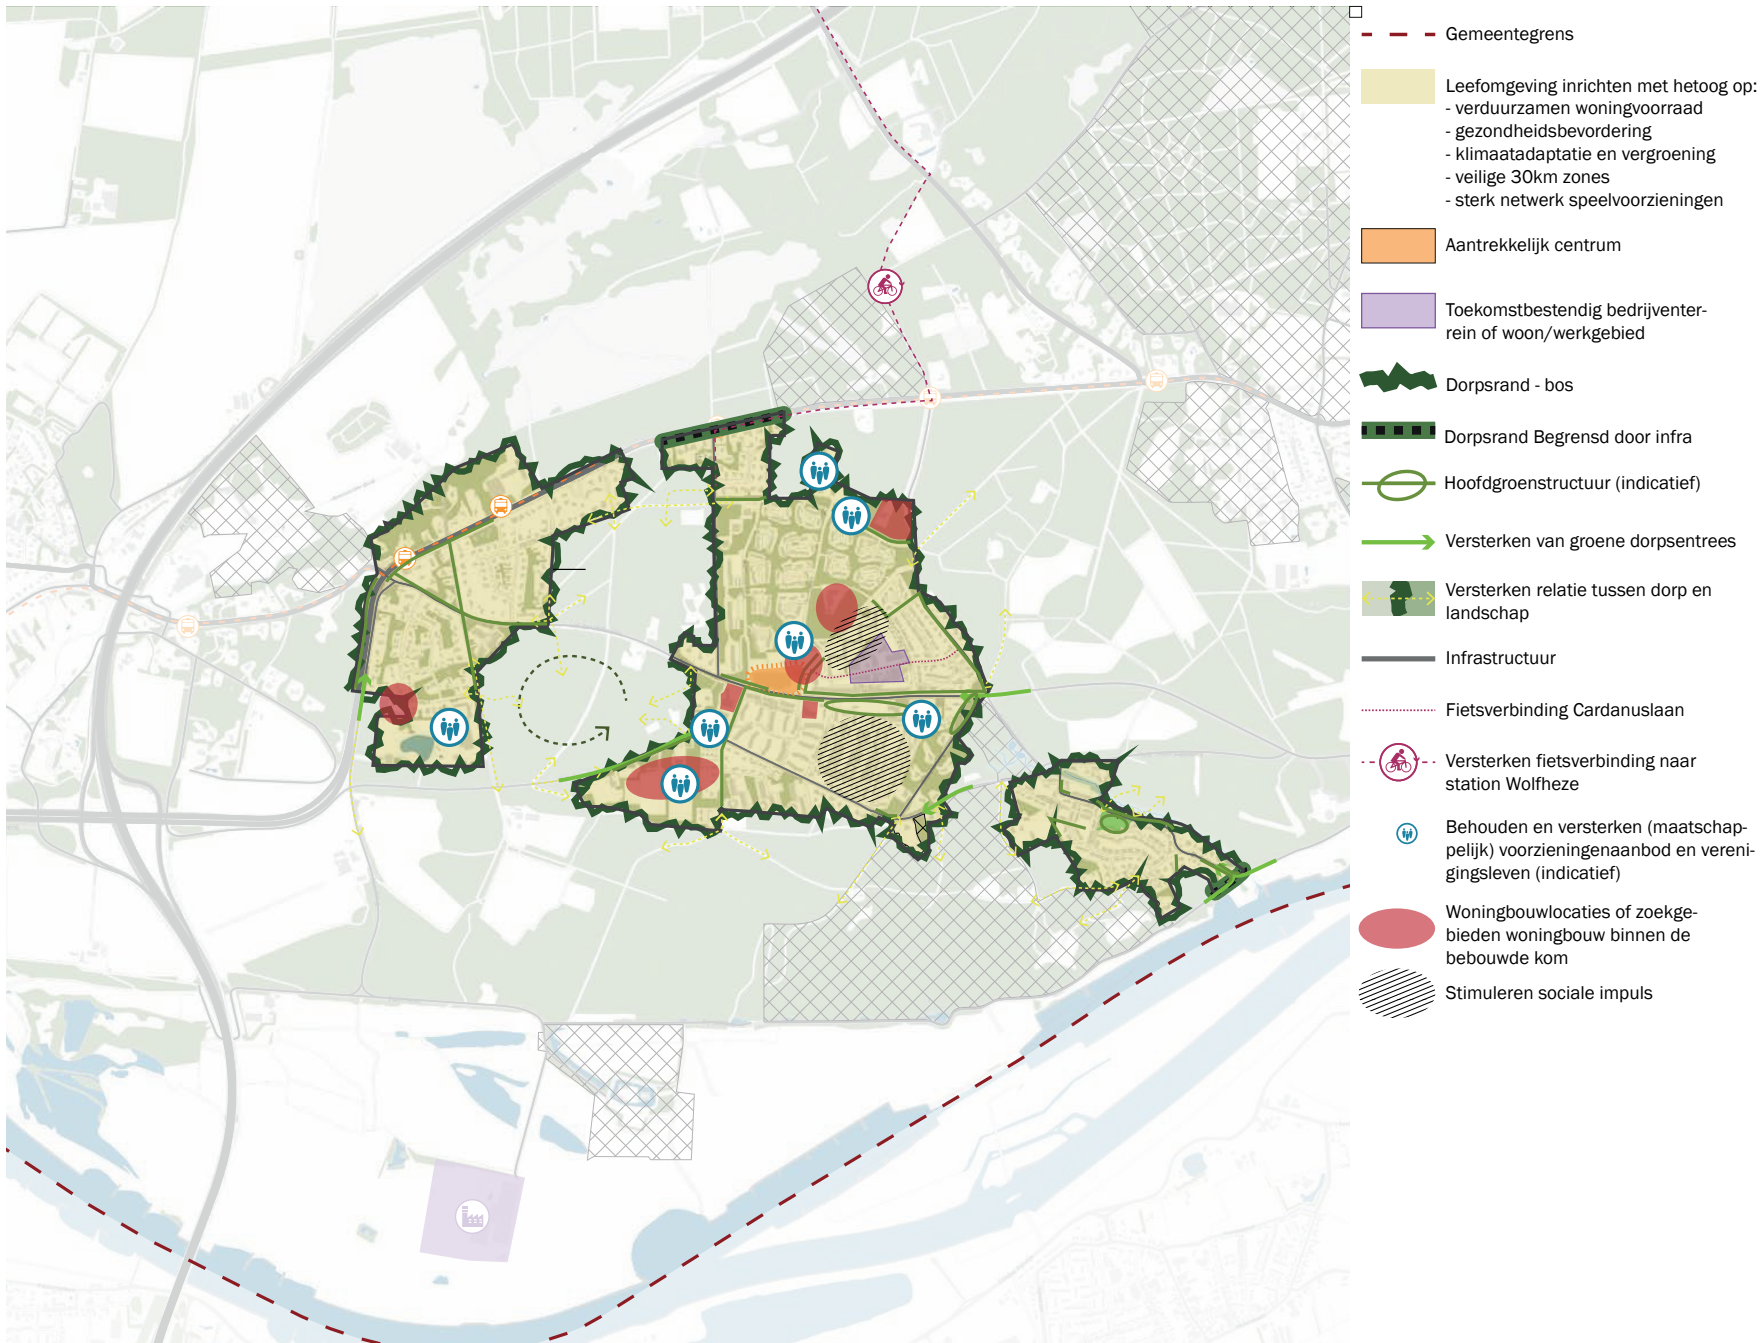 Gemeentegrens
Leefomgeving inrichten met hetoog op:
- verduurzamen woningvoorraad
- gezondheidsbevordering
- klimaatadaptatie en vergroening
- veilige 30km zones
- sterk netwerk speelvoorzieningen
Aantrekkelijk centrum
Toekomstbestendig bedrijventer-
rein of woon/werkgebied
Dorpsrand - bos
Dorpsrand Begrensd door infra
Hoofdgroenstructuur (indicatief)
Versterken van groene dorpsentrees
Versterken relatie tussen dorp en
landschap
Infrastructuur
Fietsverbinding Cardanuslaan
Versterken fietsverbinding naar
station Wolfheze
Behouden en versterken (maatschap-
pelijk) voorzieningenaanbod en vereni-
gingsleven (indicatief)
Woningbouwlocaties of zoekge-
bieden woningbouw binnen de
bebouwde kom
Stimuleren sociale impuls